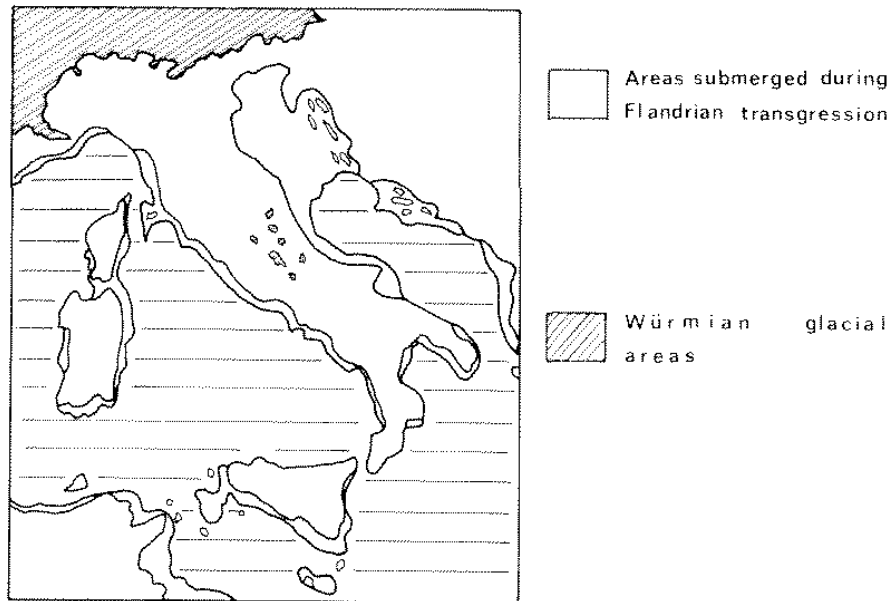 Areas submerged during
Flandrian transgression
Würmian glacial
areas